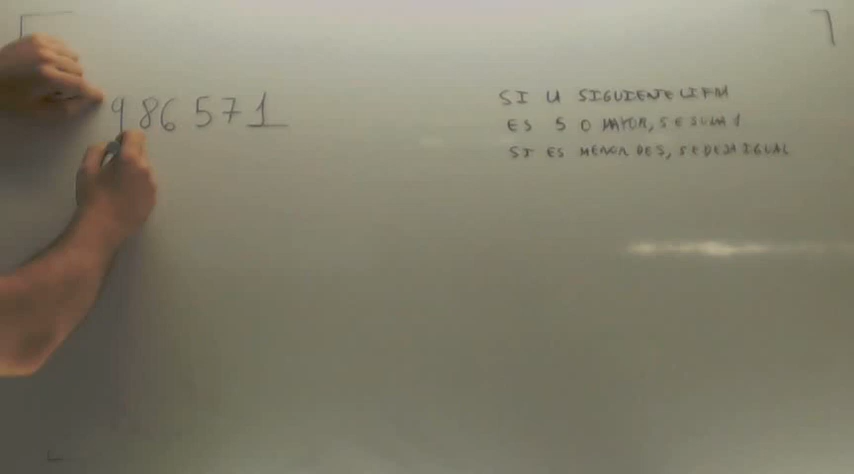 986571
SI LA SIGUIENTE CIFRA
ES 5 O MAYOR, SE SUMA 1
SI ES MENOR DE 5, SE DEJA IGUAL